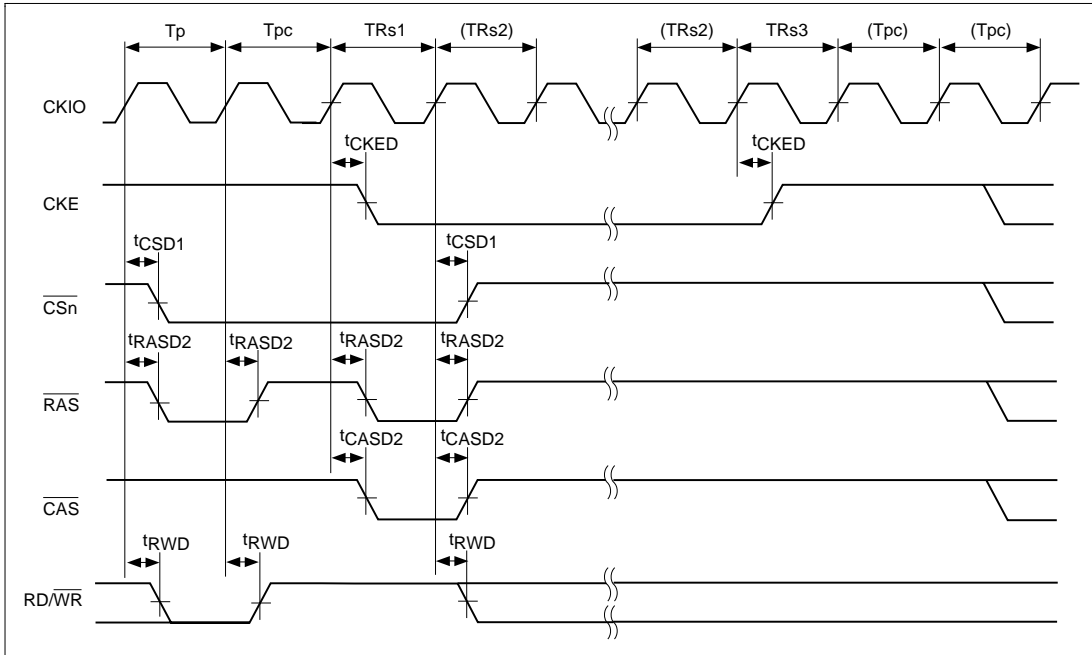 Tp Tpc TRs1 (TRs2) (TRs2) TRs3 (Tpc) (Tpc)
CKIO
tCKED tCKED
CKE
tCSD1 tCSD1
CSn
tRASD2 tRASD2 tRASD2 tRASD2
RAS
tCASD2 tCASD2
CAS
tRWD tRWD tRWD
RD/WR